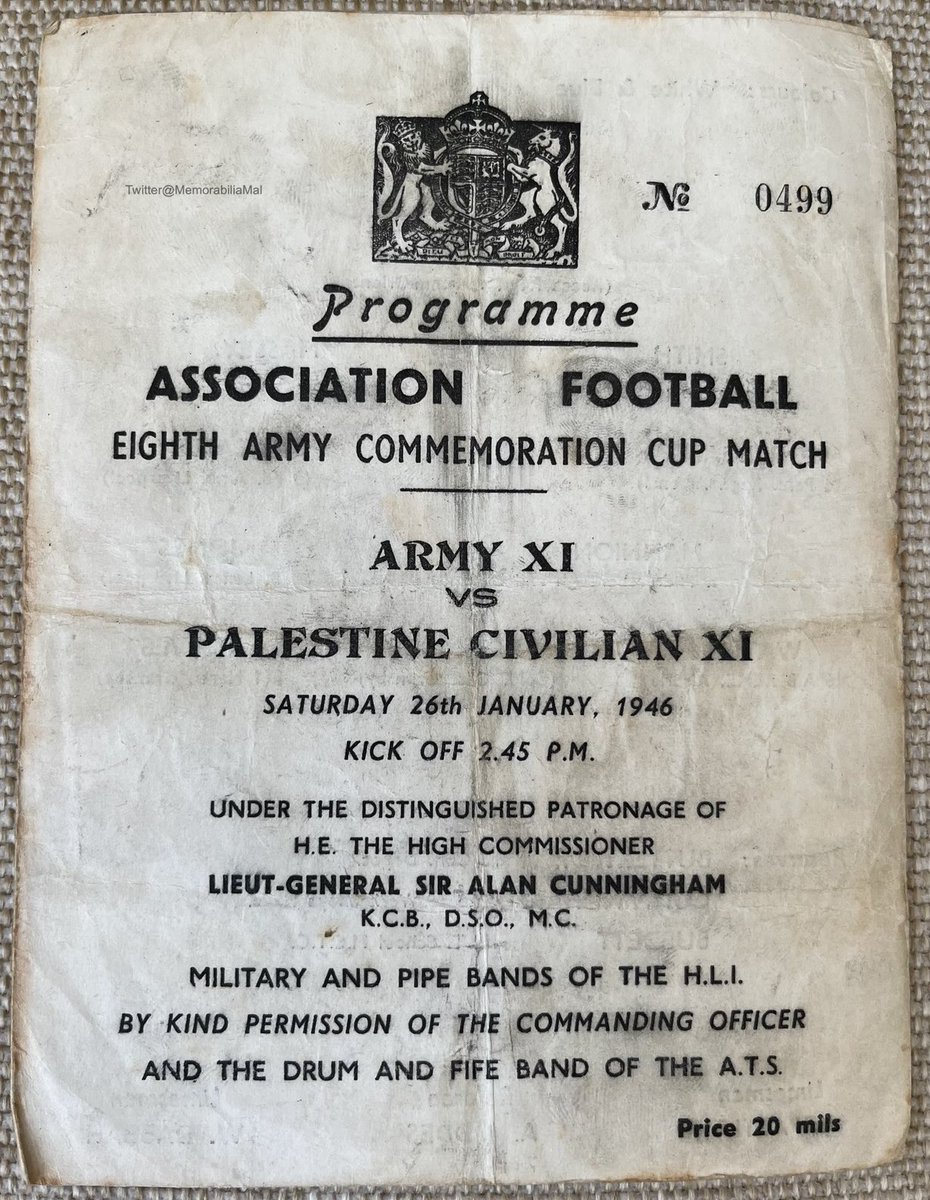 Twitter@MemorabiliaMal
№ 0499
Programme
ASSOCIATION FOOTBALL
EIGHTH ARMY COMMEMORATION CUP MATCH
ARMY XI
VS
PALESTINE CIVILIAN XI
SATURDAY 26th JANUARY, 1946
KICK OFF 2.45 P.M.
UNDER THE DISTINGUISHED PATRONAGE OF
H.E. THE HIGH COMMISSIONER
LIEUT-GENERAL SIR ALAN CUNNINGHAM
K.C.B., D.S.O., M.C.
MILITARY AND PIPE BANDS OF THE H.L.I.
BY KIND PERMISSION OF THE COMMANDING OFFICER
AND THE DRUM AND FIFE BAND OF THE A.T.S.
Price 20 mils